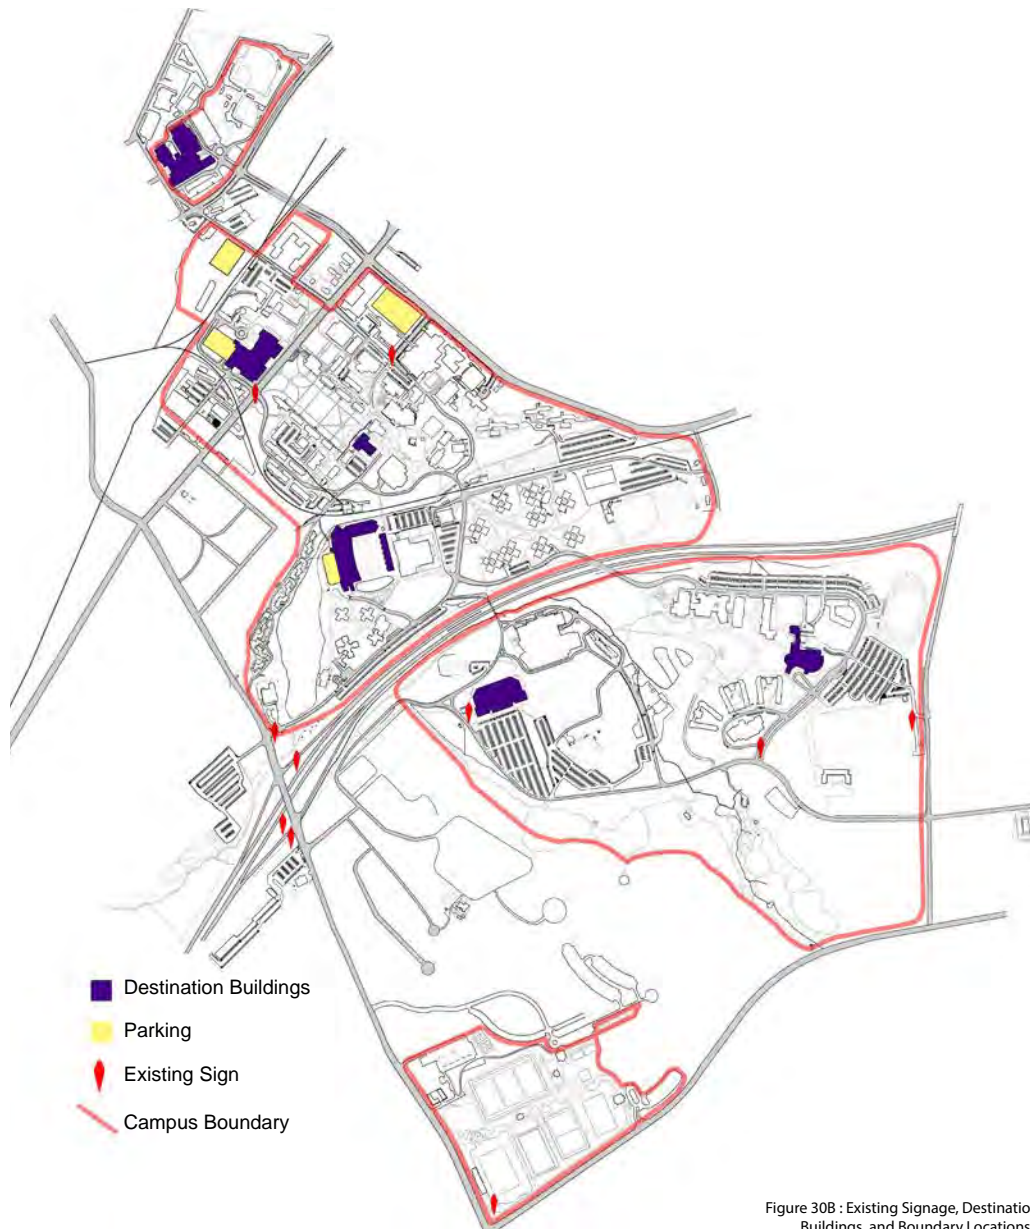 Destination Buildings
Parking
Existing Sign
Campus Boundary
Figure 30B : Existing Signage, Destinatio
Buildings, and Boundary Locations